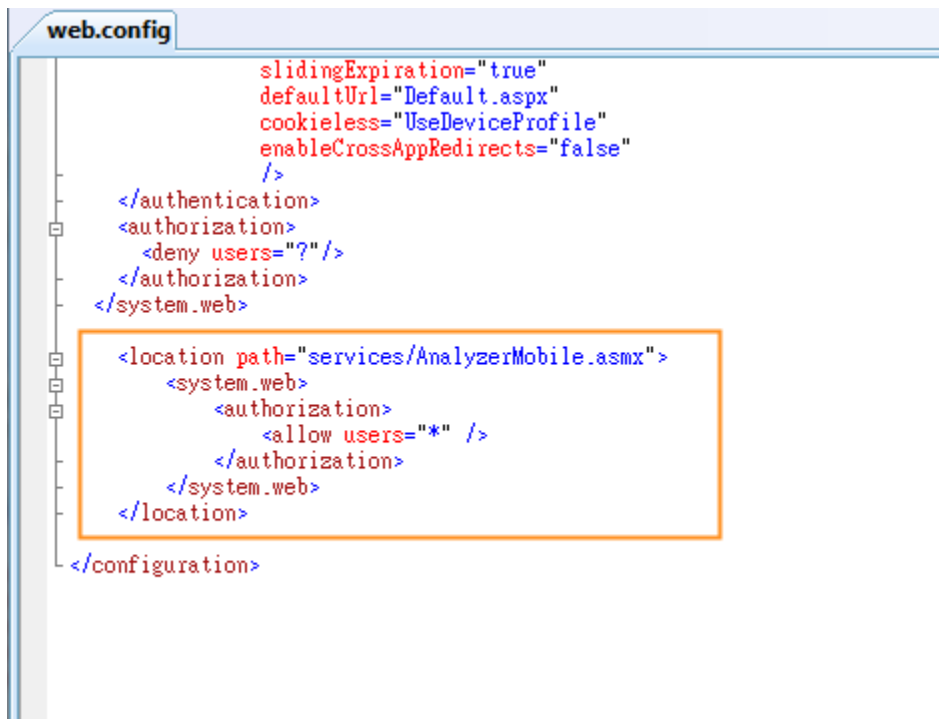 web.config
slidingExpiration="true"
defaultUrl="Default.aspx"
cookieless="UseDeviceProfile"
enableCrossAppRedirects="false"
/>
</authentication>
<authorization>
<deny users="?"/>
</authorization>
</system.web>
<location path="services/AnalyzerMobile.asmx">
<system.web>
<authorization>
<allow users="*" />
</authorization>
</system.web>
</location>
</configuration>